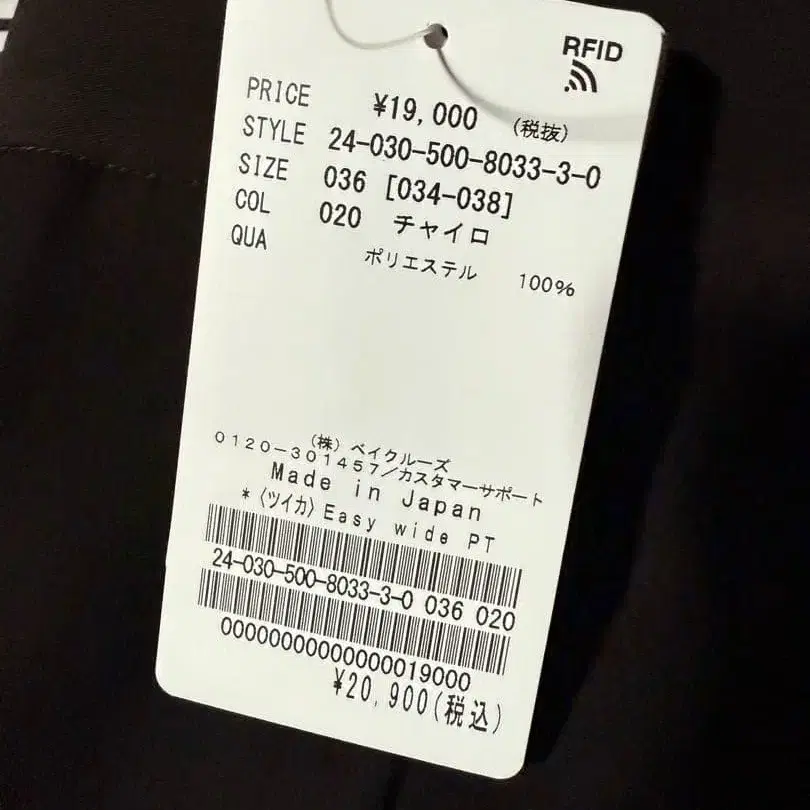 RFID
PRICE ¥19,000 (税抜)
STYLE 24-030-500-8033-3-0
SIZE 036 [034-038]
COL 020 チャイロ
QUA ポリエステル 100%
(株) ベイクルーズ
0120-301457/カスタマーサポート
Made in Japan
*〈ツイカ〉Easy wide PT
24-030-500-8033-3-0 036 020
00000000000000019000
¥20,900(税込)